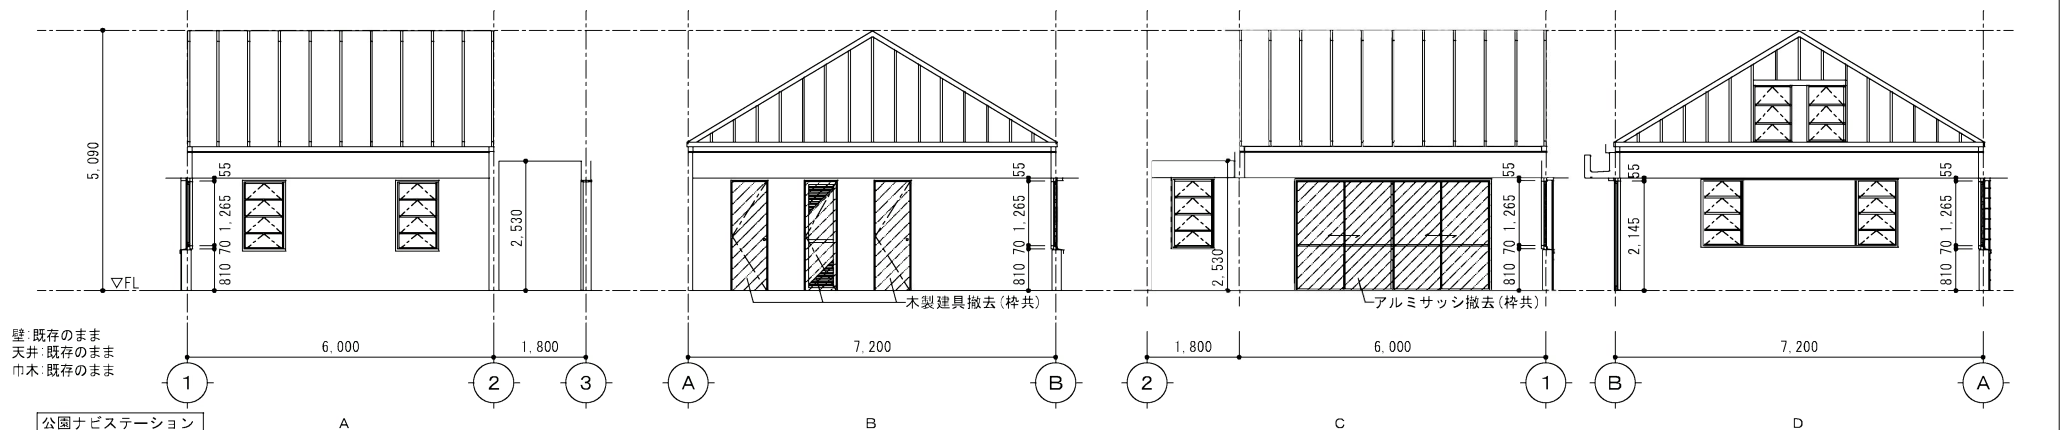 5,090
▽FL
55
1,265
70
810
2,530
55
1,265
70
810
木製建具撤去(枠共)
2,530
55
1,265
70
810
アルミサッシ撤去(枠共)
55
2,145
55
1,265
70
810
壁:既存のまま
天井:既存のまま
巾木:既存のまま
6,000
1,800
7,200
1,800
6,000
7,200
1
2
3
A
B
2
1
B
A
公園ナビステーション
A
B
C
D